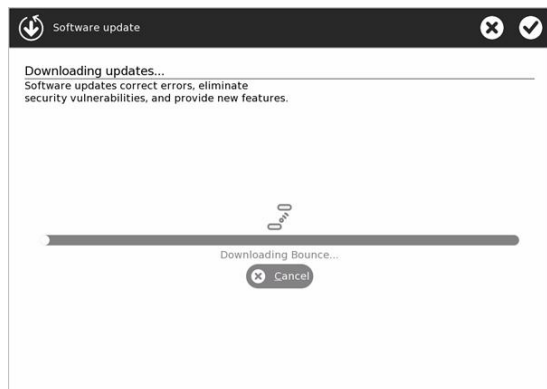 Software update
Downloading updates...
Software updates correct errors, eliminate
security vulnerabilities, and provide new features.
Downloading Bounce...
Cancel